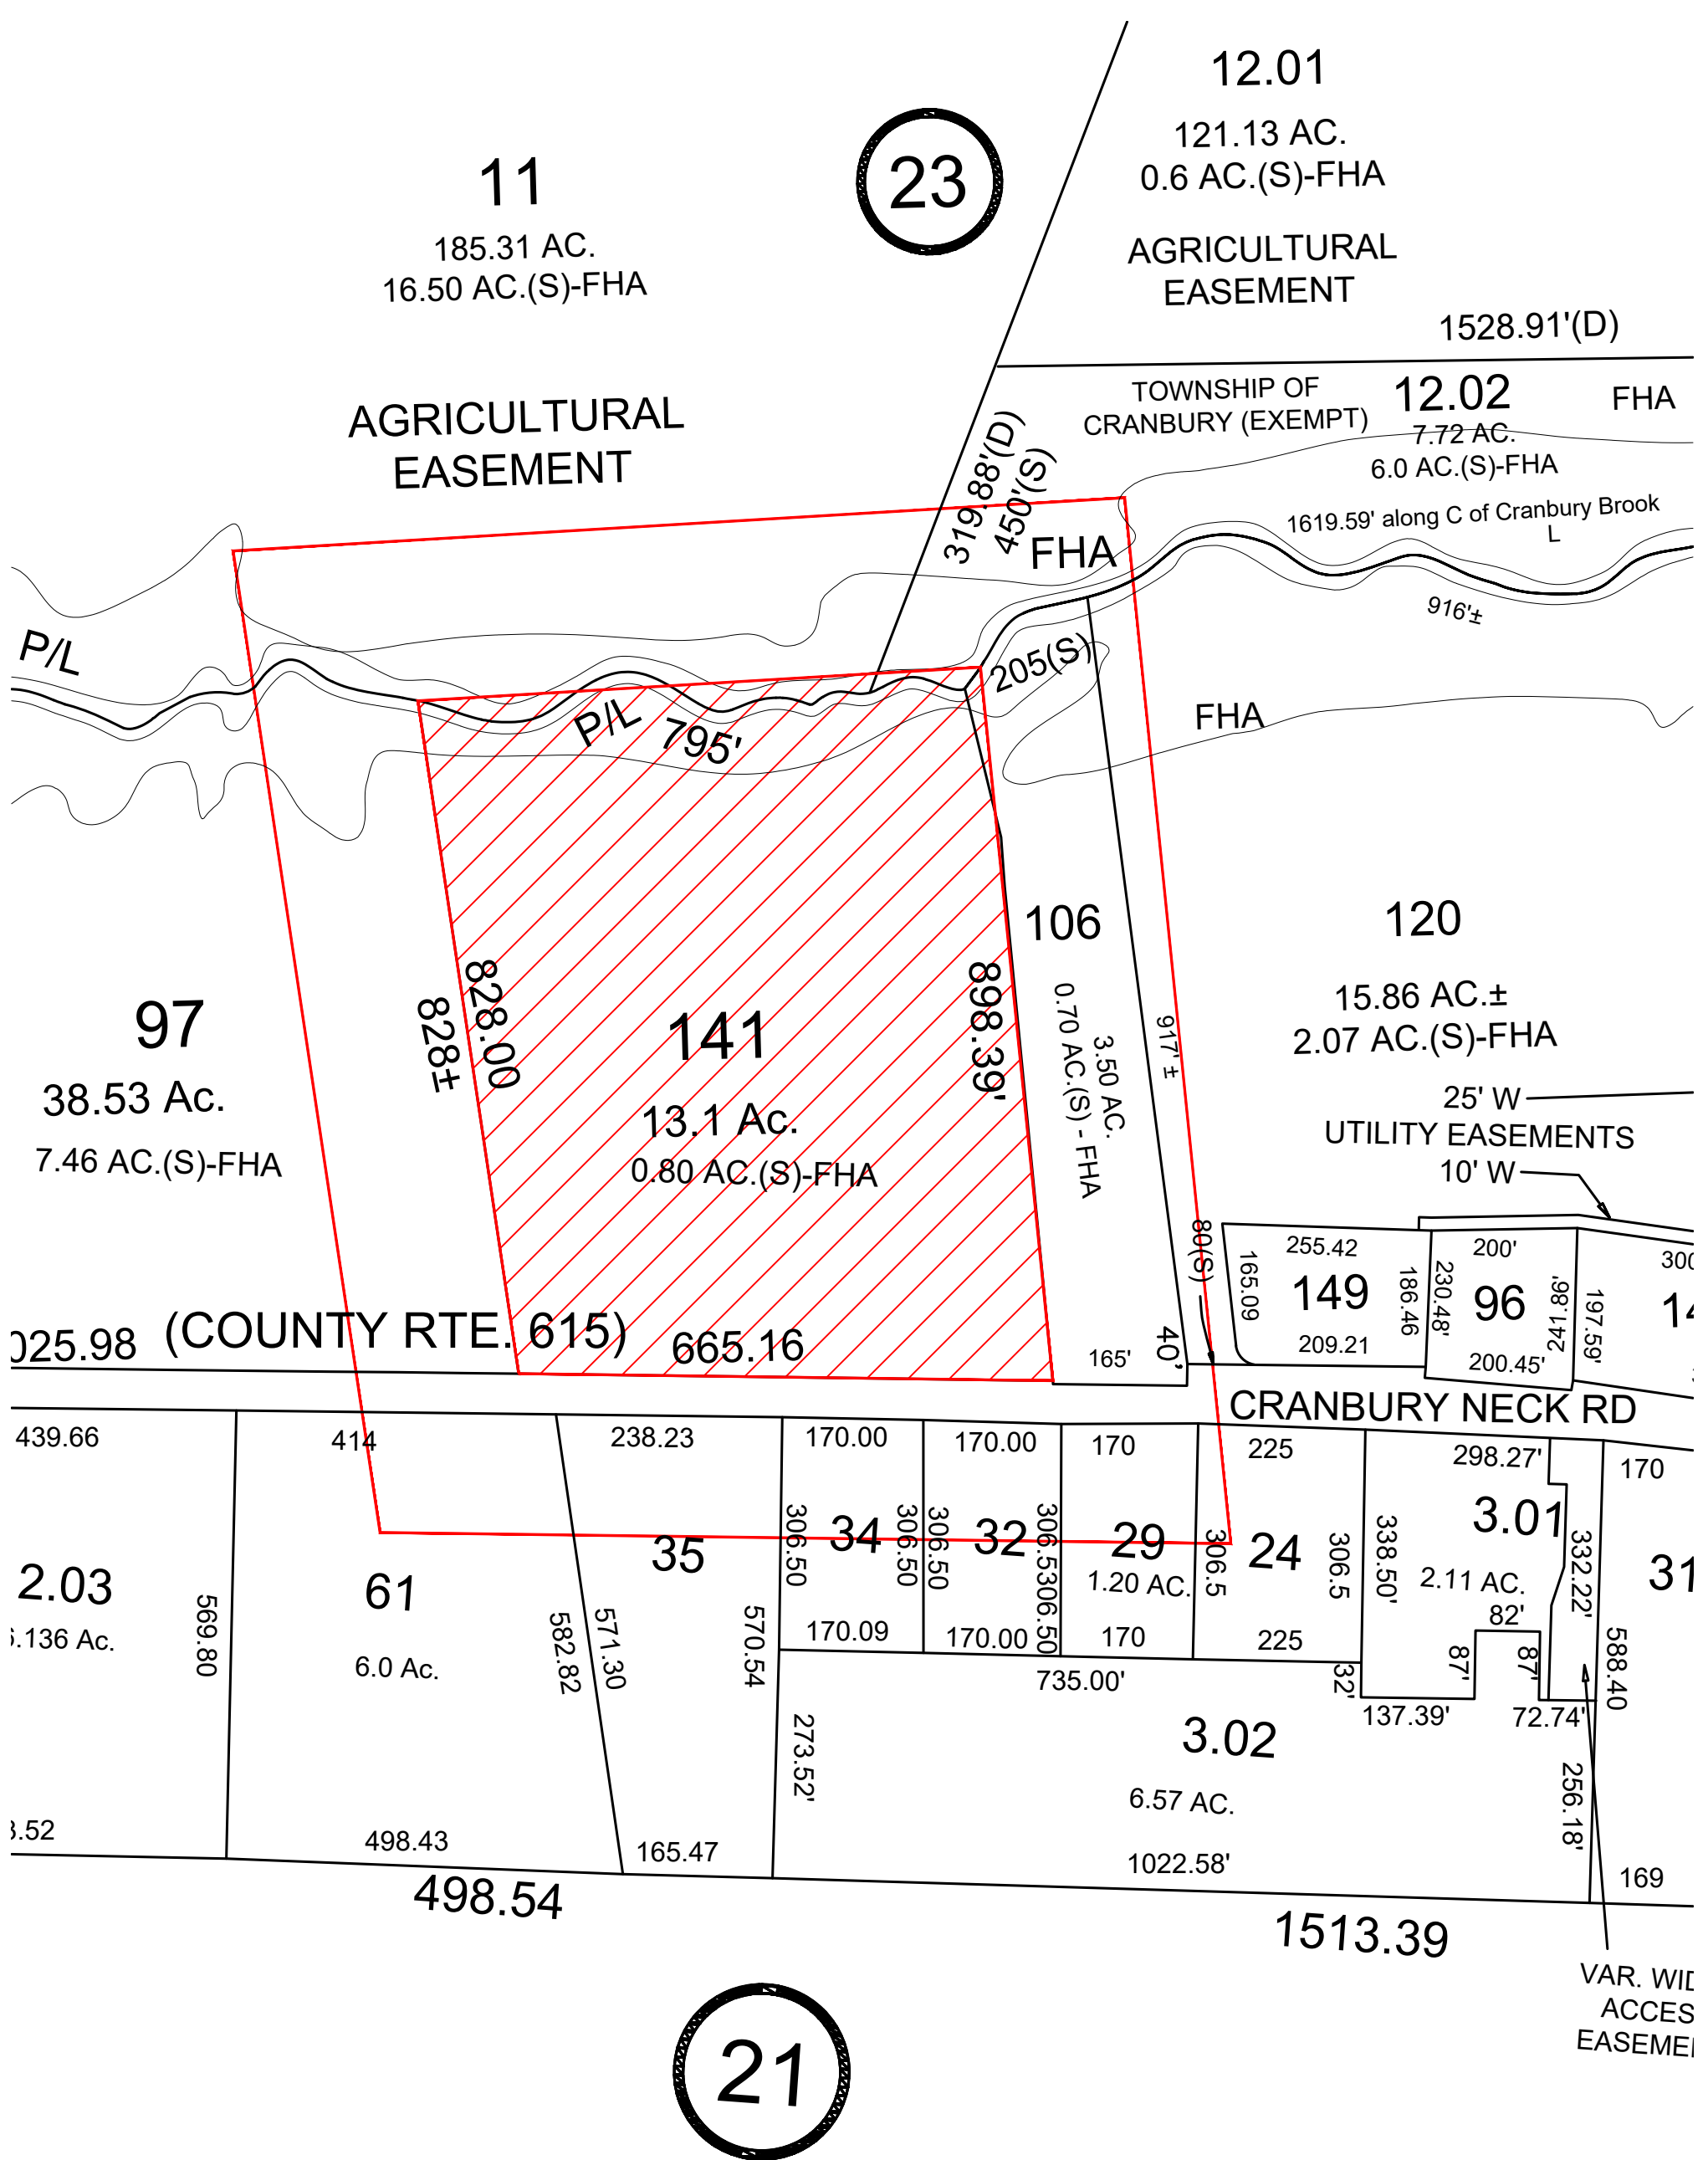 12.01
121.13 AC.
0.6 AC.(S)-FHA
AGRICULTURAL
EASEMENT
23
11
185.31 AC.
16.50 AC.(S)-FHA
AGRICULTURAL
EASEMENT
1528.91'(D)
TOWNSHIP OF
CRANBURY (EXEMPT)
12.02
7.72 AC.
6.0 AC.(S)-FHA
FHA
319.88'(D)
450'(S)
FHA
1619.59' along C of Cranbury Brook
L
916'±
P/L
205(S)
P/L
795'
FHA
106
0.70 AC.(S) - FHA
3.50 AC.
917' ±
120
15.86 AC.±
2.07 AC.(S)-FHA
97
38.53 Ac.
7.46 AC.(S)-FHA
828±
828.00
141
13.1 Ac.
0.80 AC.(S)-FHA
898.39'
25' W
UTILITY EASEMENTS
10' W
80(S)
255.42
165.09
149
186.46
209.21
200'
230.48'
96
241.98'
200.45'
197.59'
300
14
025.98
(COUNTY RTE. 615)
665.16
165'
40'
CRANBURY NECK RD
439.66
414
238.23
170.00
170.00
170
225
298.27'
170
2.03
6.136 Ac.
569.80
61
6.0 Ac.
582.82
571.30
35
570.54
306.50
34
306.50
170.09
306.50
32
306.53
170.00
306.50
29
1.20 AC.
170
306.5
24
306.5
225
338.50'
3.01
2.11 AC.
82'
87'
87'
332.22'
31
588.40
735.00'
32'
137.39'
72.74'
273.52'
3.02
6.57 AC.
256.18'
3.52
498.43
165.47
1022.58'
169
498.54
1513.39
21
VAR. WID
ACCES
EASEME